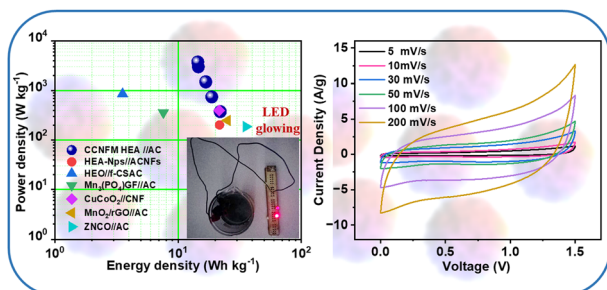 10⁴
10³
10²
10¹
10⁰
Power density (W kg⁻¹)
10⁰
10¹
10²
Energy density (Wh kg⁻¹)
CCNFM HEA //AC
HEA-Nps//ACNFs
HEO//f-CSAC
Mn₃(PO₄)GF//AC
CuCoO₂//CNF
MnO₂/rGO//AC
ZNCO//AC
LED
glowing
15
10
5
0
−5
−10
Current Density (A/g)
0.0
0.5
1.0
1.5
Voltage (V)
5 mV/s
10mV/s
30 mV/s
50 mV/s
100 mV/s
200 mV/s